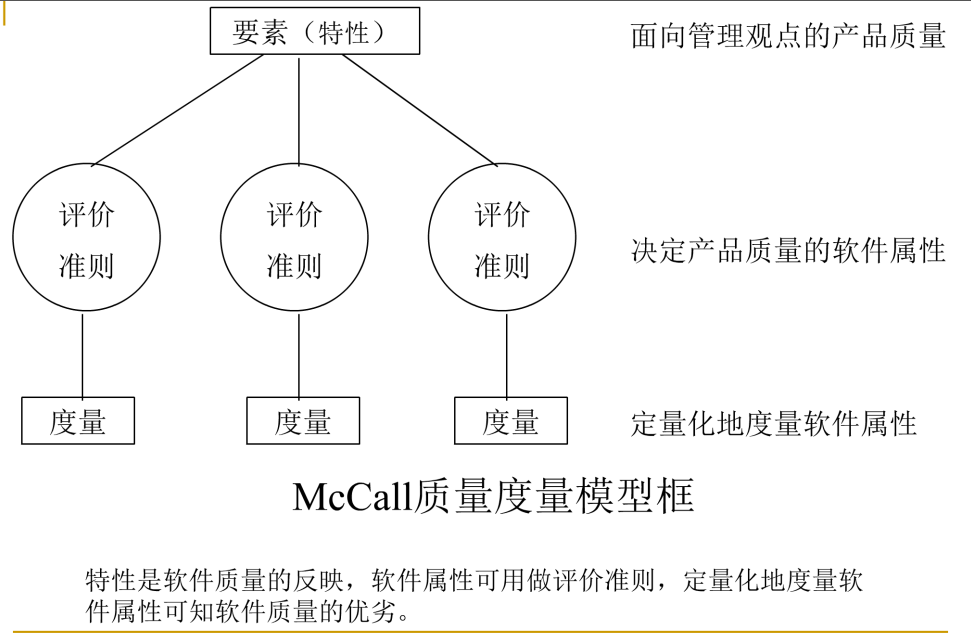 要素（特性）
面向管理观点的产品质量
评价
准则
评价
准则
评价
准则
决定产品质量的软件属性
度量
度量
度量
定量化地度量软件属性
McCall质量度量模型框
特性是软件质量的反映，软件属性可用做评价准则，定量化地度量软
件属性可知软件质量的优劣。